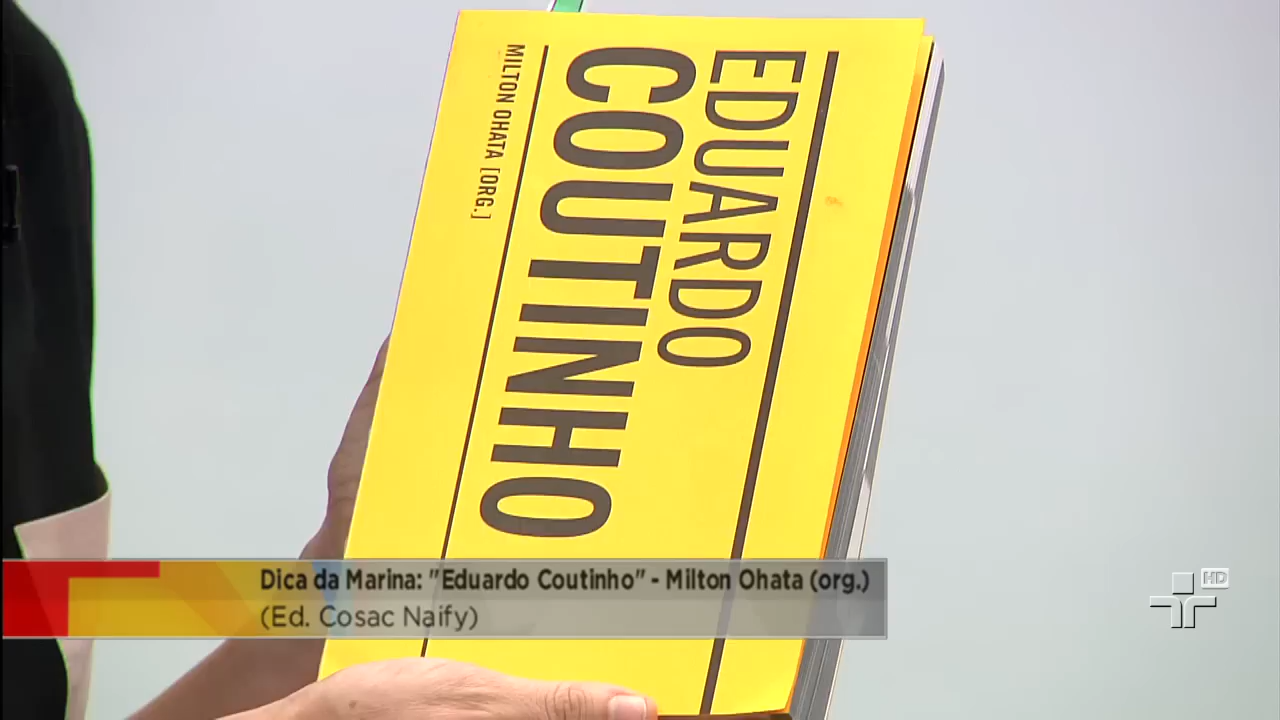 EDUARDO
COUTINHO
MILTON OHATA [ORG.]
Dica da Marina: "Eduardo Coutinho" - Milton Ohata (org.)
(Ed. Cosac Naify)
HD